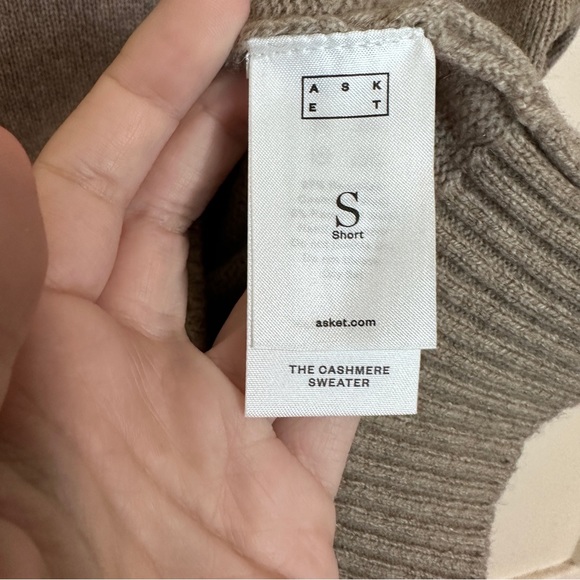 A S K
E T
S
Short
asket.com
THE CASHMERE
SWEATER